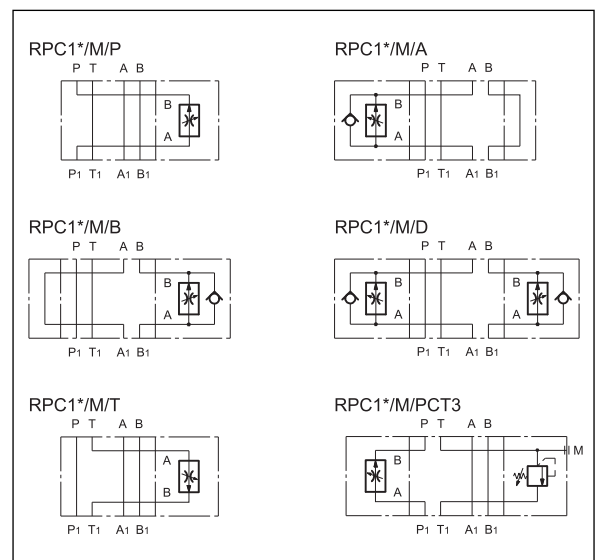 RPC1*/M/P
P T A B
B
A
P1 T1 A1 B1
RPC1*/M/A
P T A B
B
A
P1 T1 A1 B1
RPC1*/M/B
P T A B
B
A
P1 T1 A1 B1
RPC1*/M/D
P T A B
B
B
A
A
P1 T1 A1 B1
RPC1*/M/T
P T A B
A
B
P1 T1 A1 B1
RPC1*/M/PCT3
P T A B
M
B
A
P1 T1 A1 B1